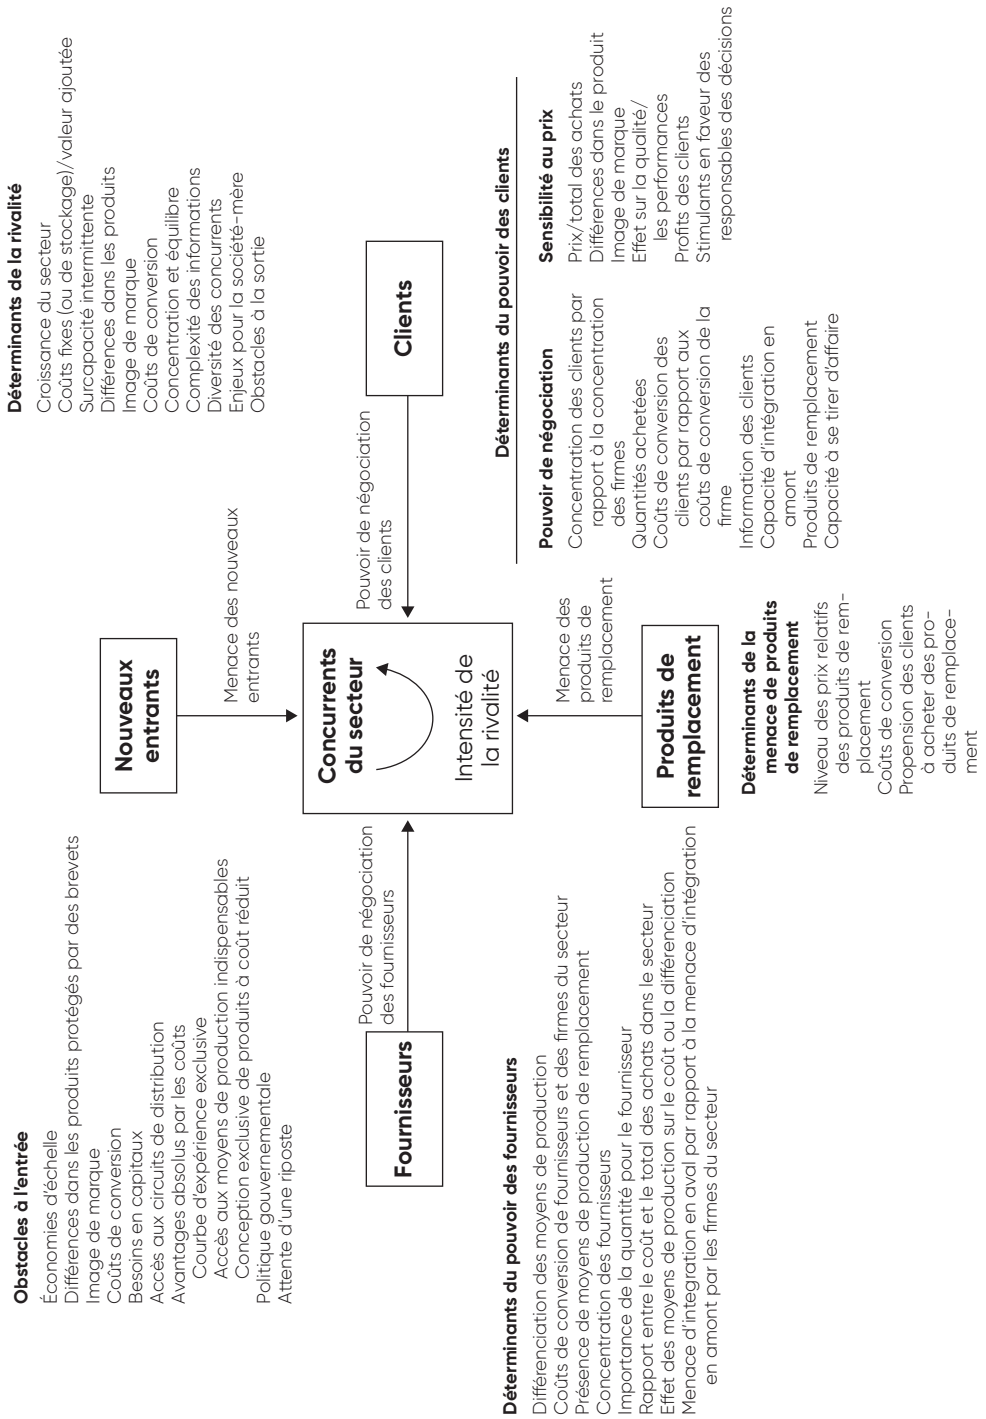 Obstacles à l'entrée
Économies d'échelle
Différences dans les produits protégés par des brevets
Image de marque
Coûts de conversion
Besoins en capitaux
Accès aux circuits de distribution
Avantages absolus par les coûts
Courbe d'expérience exclusive
Accès aux moyens de production indispensables
Conception exclusive de produits à coût réduit
Politique gouvernementale
Attente d'une riposte
Nouveaux
entrants
Menace des nouveaux
entrants
Déterminants de la rivalité
Croissance du secteur
Coûts fixes (ou de stockage)/valeur ajoutée
Surcapacité intermittente
Différences dans les produits
Image de marque
Coûts de conversion
Concentration et équilibre
Complexité des informations
Diversité des concurrents
Enjeux pour la société-mère
Obstacles à la sortie
Fournisseurs
Pouvoir de négociation
des fournisseurs
Concurrents
du secteur
Intensité de
la rivalité
Pouvoir de négociation
des clients
Clients
Déterminants du pouvoir des fournisseurs
Différenciation des moyens de production
Coûts de conversion de fournisseurs et des firmes du secteur
Présence de moyens de production de remplacement
Concentration des fournisseurs
Importance de la quantité pour le fournisseur
Rapport entre le coût et le total des achats dans le secteur
Effet des moyens de production sur le coût ou la différenciation
Menace d'integration en aval par rapport à la menace d'intégration
en amont par les firmes du secteur
Menace des
produits de
remplacement
Produits de
remplacement
Déterminants de la
menace de produits
de remplacement
Niveau des prix relatifs
des produits de rem-
placement
Coûts de conversion
Propension des clients
à acheter des pro-
duits de remplace-
ment
Déterminants du pouvoir des clients
Pouvoir de négociation
Concentration des clients par
rapport à la concentration
des firmes
Quantités achetées
Coûts de conversion des
clients par rapport aux
coûts de conversion de la
firme
Information des clients
Capacité d'intégration en
amont
Produits de remplacement
Capacité à se tirer d'affaire
Sensibilité au prix
Prix/total des achats
Différences dans le produit
Image de marque
Effet sur la qualité/
les performances
Profits des clients
Stimulants en faveur des
responsables des décisions